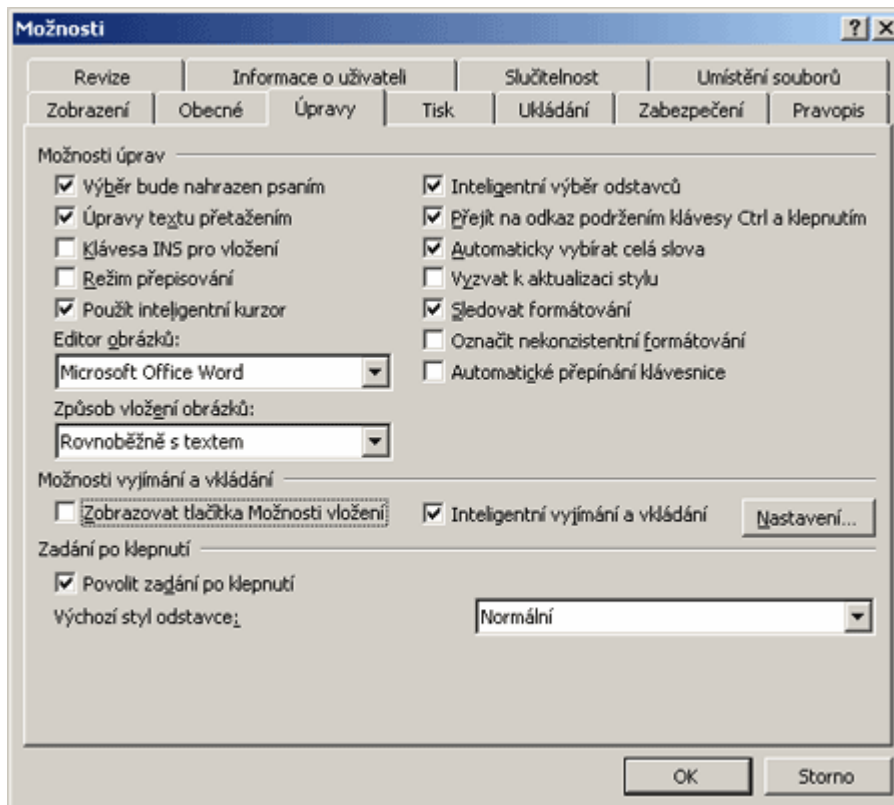 Možnosti
Revize Informace o uživateli Slučitelnost Umístění souborů
Zobrazení Obecné Úpravy Tisk Ukládání Zabezpečení Pravopis
Možnosti úprav
Výběr bude nahrazen psaním
Úpravy textu přetažením
Klávesa INS pro vložení
Režim přepisování
Použít inteligentní kurzor
Editor obrázků:
Microsoft Office Word
Způsob vložení obrázků:
Rovnoběžně s textem
Inteligentní výběr odstavců
Přejít na odkaz podržením klávesy Ctrl a klepnutím
Automaticky vybírat celá slova
Vyzvat k aktualizaci stylu
Sledovat formátování
Označit nekonzistentní formátování
Automatické přepínání klávesnice
Možnosti vyjímání a vkládání
Zobrazovat tlačítka Možnosti vložení Inteligentní vyjímání a vkládání Nastavení...
Zadání po klepnutí
Povolit zadání po klepnutí
Výchozí styl odstavce: Normální
OK Storno